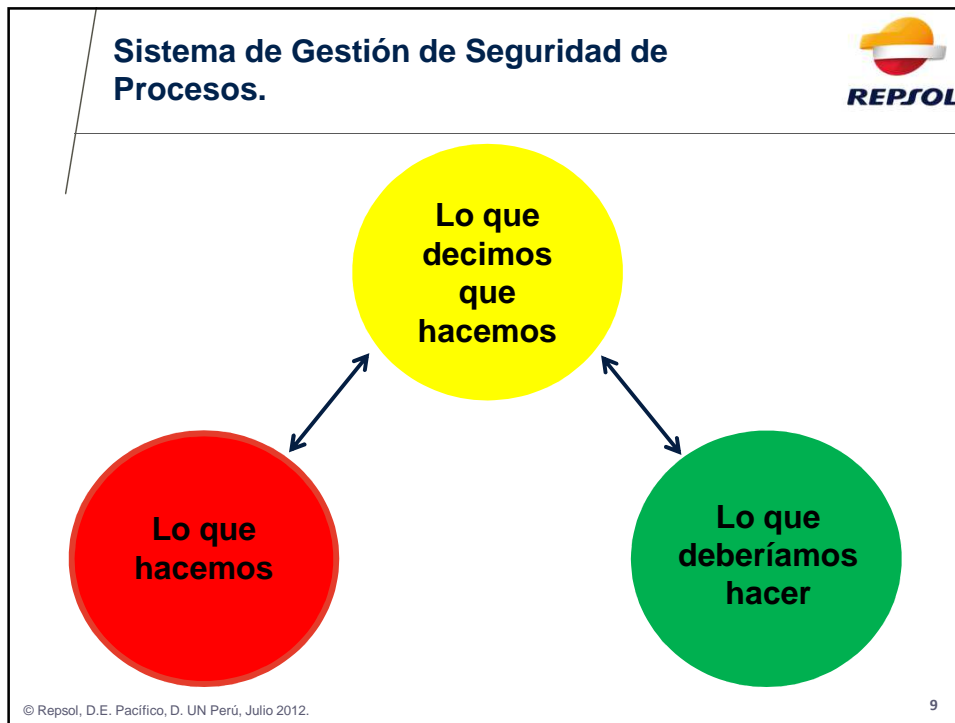 Sistema de Gestión de Seguridad de
Procesos.
REPSOL
Lo que
decimos
que
hacemos
Lo que
hacemos
Lo que
deberíamos
hacer
© Repsol, D.E. Pacífico, D. UN Perú, Julio 2012.
9